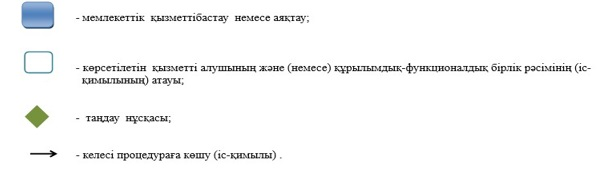 - мемлекеттік қызметтібастау немесе аяқтау;
- көрсетілетін қызметті алушының және (немесе) құрылымдық-функционалдық бірлік рәсімінің (іс-
қимылының) атауы;
- таңдау нұсқасы;
- келесі процедураға көшу (іс-қимылы) .